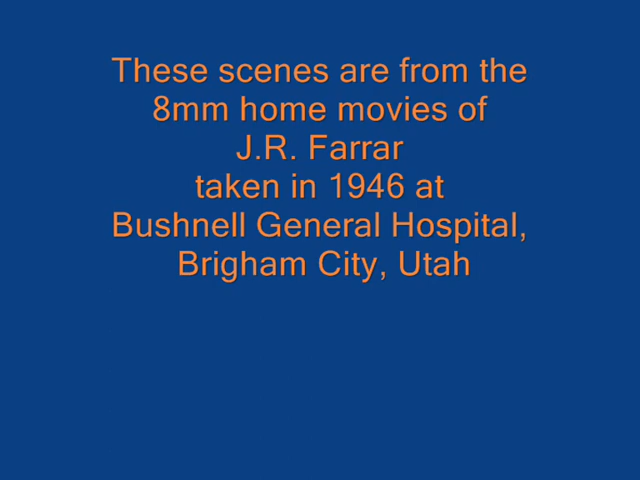 These scenes are from the
8mm home movies of
J.R. Farrar
taken in 1946 at
Bushnell General Hospital,
Brigham City, Utah